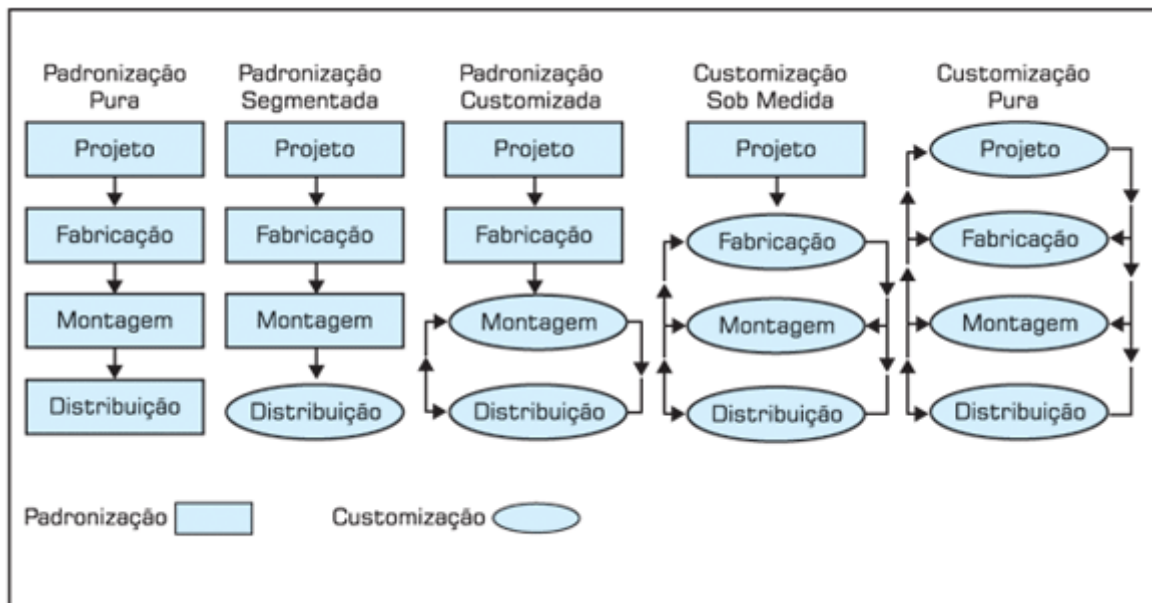 Padronização
Pura
Projeto
Fabricação
Montagem
Distribuição
Padronização
Segmentada
Projeto
Fabricação
Montagem
Distribuição
Padronização
Customizada
Projeto
Fabricação
Montagem
Distribuição
Customização
Sob Medida
Projeto
Fabricação
Montagem
Distribuição
Customização
Pura
Projeto
Fabricação
Montagem
Distribuição
Padronização
Customização